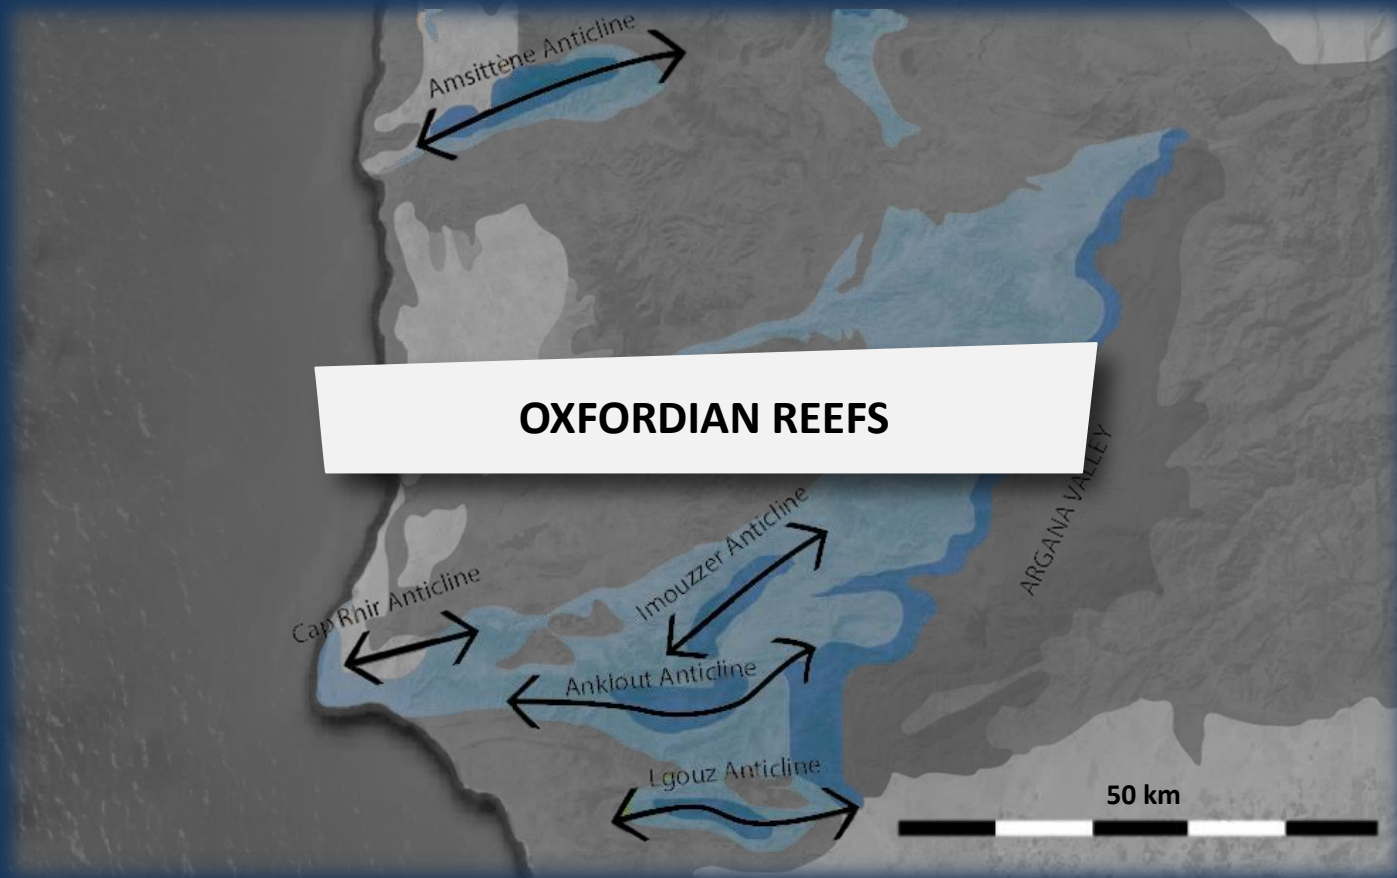 Amsittène Anticline
OXFORDIAN REEFS
ARGANA VALLEY
Imouzzer Anticline
Cap Rhir Anticline
Anklout Anticline
Lgouz Anticline
50 km